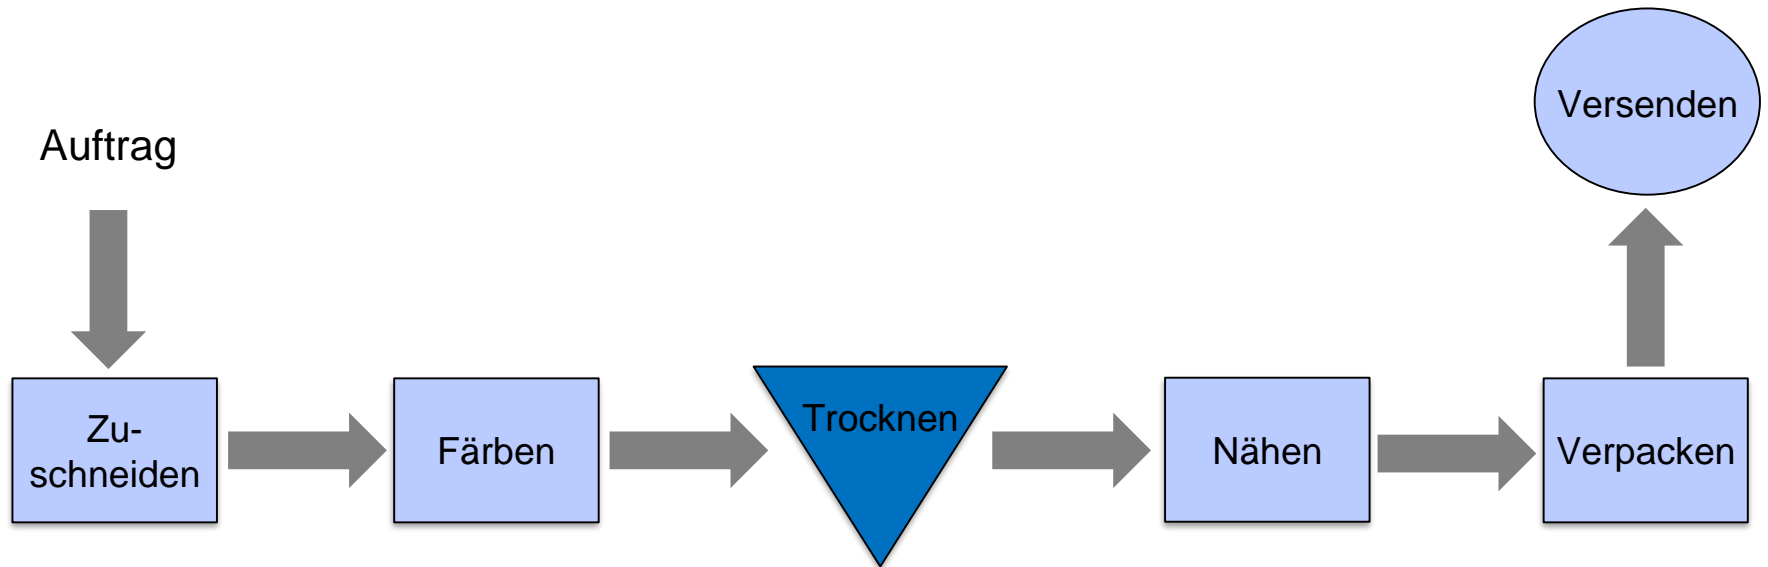 Auftrag
Zu-
schneiden
Färben
Trocknen
Nähen
Verpacken
Versenden